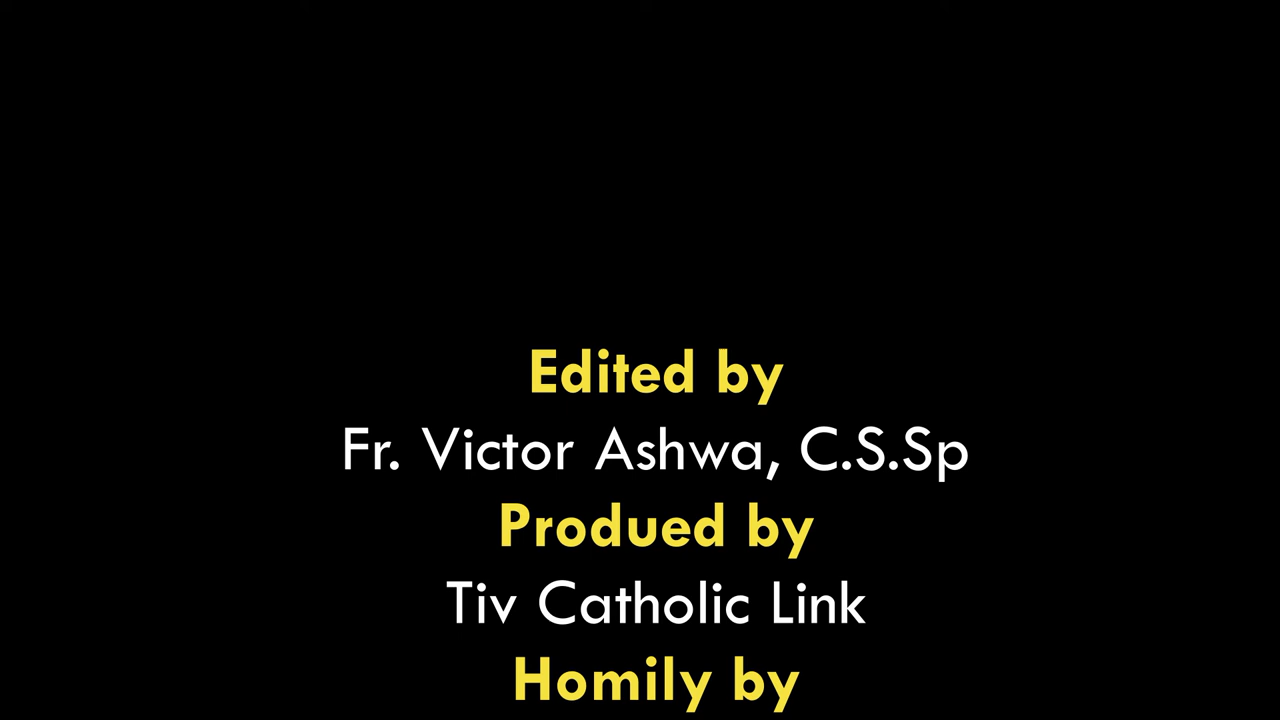 Edited by
Fr. Victor Ashwa, C.S.Sp
Produed by
Tiv Catholic Link
Homily by